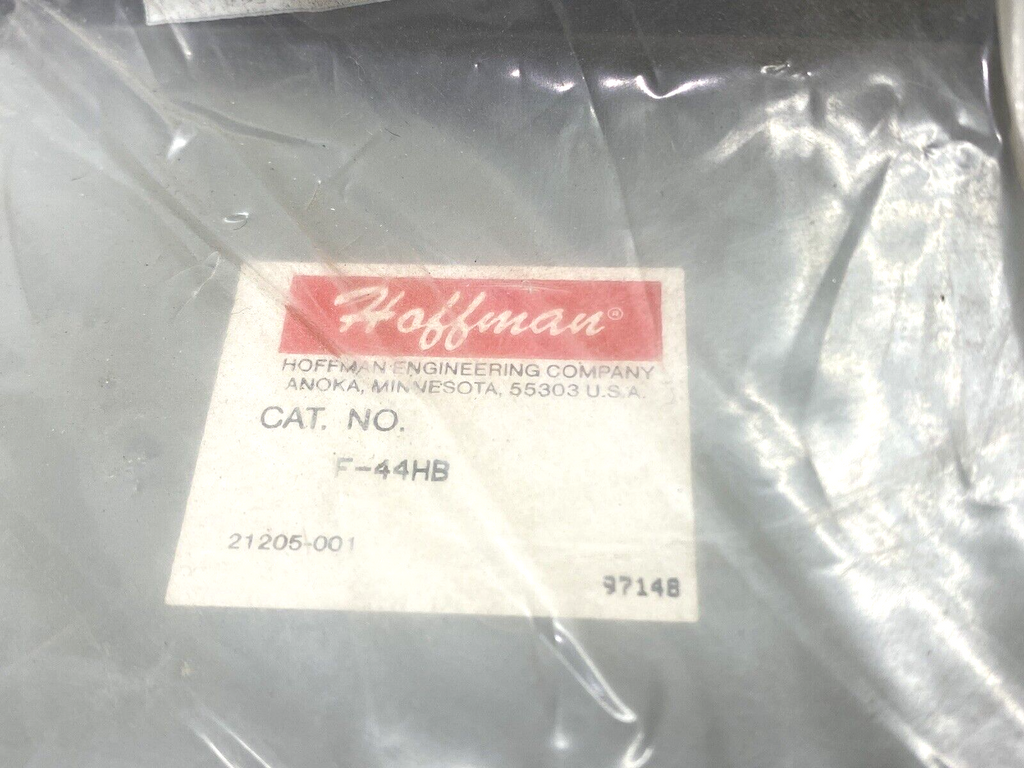 Hoffman®
HOFFMAN ENGINEERING COMPANY
ANOKA, MINNESOTA, 55303 U.S.A.
CAT. NO.
F-44HB
21205-001
97148